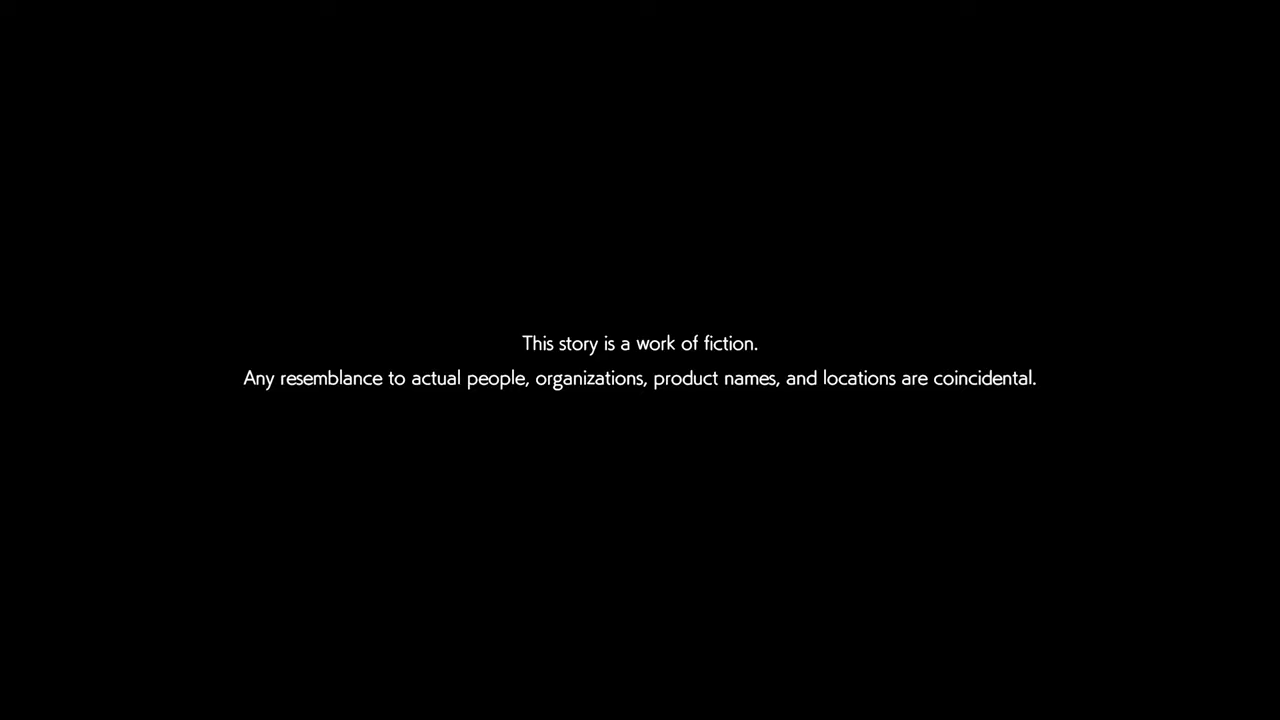 This story is a work of fiction.
Any resemblance to actual people, organizations, product names, and locations are coincidental.